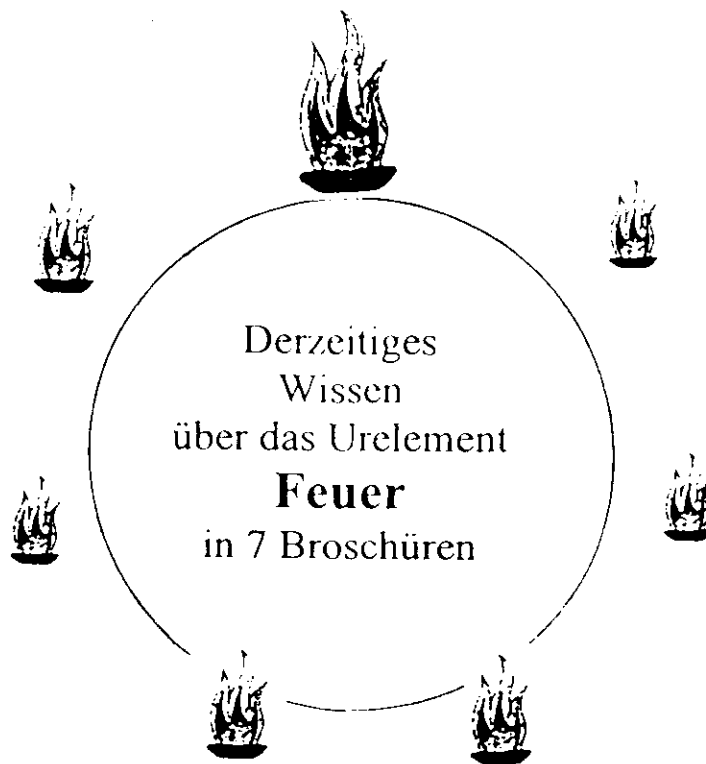 Derzeitiges
Wissen
über das Urelement
Feuer
in 7 Broschüren